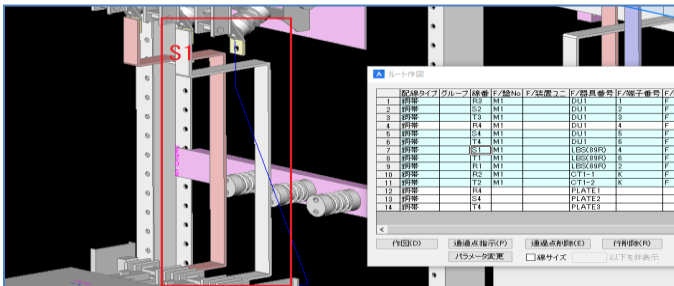 S1
ルート作図
配線タイプ グループ 線番 F/盤No F/装置ユニ F/器具番号 F/端子番号 F/
1 銅帯 R3 M1 DU1 1 F
2 銅帯 S2 M1 DU1 2 F
3 銅帯 T3 M1 DU1 3 F
4 銅帯 R4 M1 DU1 4 F
5 銅帯 S4 M1 DU1 5 F
6 銅帯 T4 M1 DU1 6 F
7 銅帯 S1 M1 LBS(89R) 4 F
8 銅帯 T1 M1 LBS(89R) 6 F
9 銅帯 R1 M1 LBS(89R) 2 F
10 銅帯 R2 M1 CT1-1 K F
11 銅帯 T2 M1 CT1-2 K F
12 銅帯 R4 PLATE1
13 銅帯 S4 PLATE2
14 銅帯 T4 PLATE3
作図(D) 通過点指示(P) 通過点削除(E) 行削除(R)
パラメータ変更 線サイズ 以下を非表示